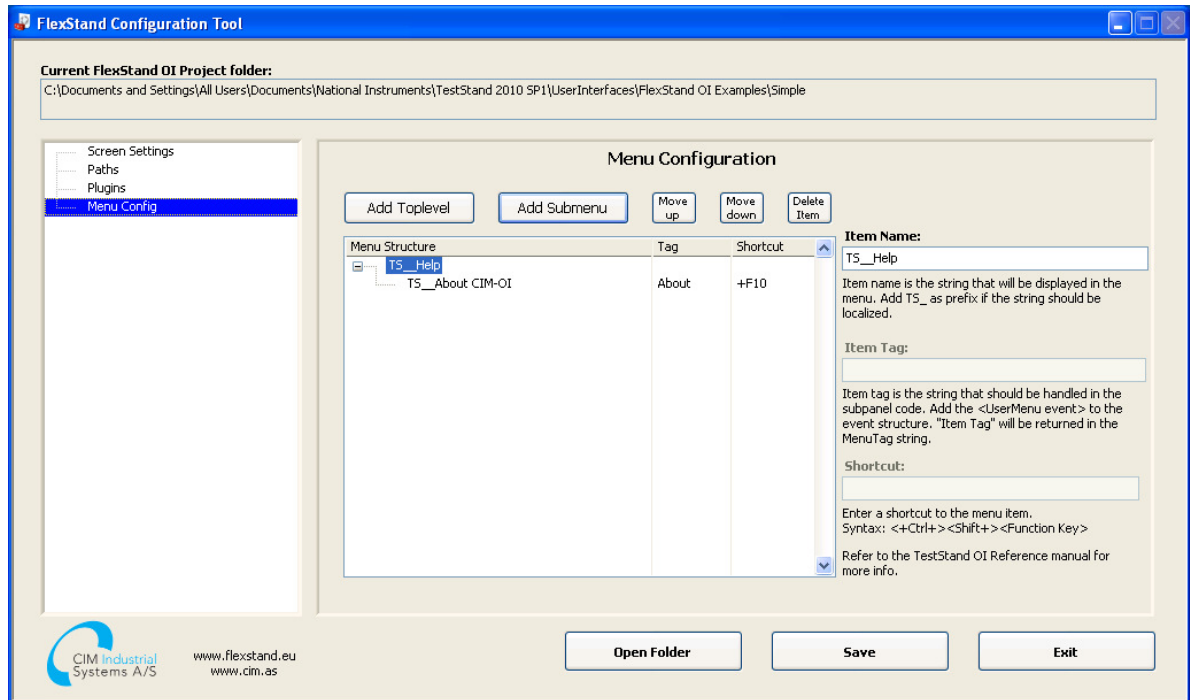 FlexStand Configuration Tool
Current FlexStand OI Project folder:
C:\Documents and Settings\All Users\Documents\National Instruments\TestStand 2010 SP1\UserInterfaces\FlexStand OI Examples\Simple
Screen Settings
Paths
Plugins
Menu Config
Menu Configuration
Add Toplevel
Add Submenu
Move
up
Move
down
Delete
Item
Menu Structure Tag Shortcut
TS__Help
TS__About CIM-OI About +F10
Item Name:
TS__Help
Item name is the string that will be displayed in the
menu. Add TS_ as prefix if the string should be
localized.
Item Tag:
Item tag is the string that should be handled in the
subpanel code. Add the <UserMenu event> to the
event structure. "Item Tag" will be returned in the
MenuTag string.
Shortcut:
Enter a shortcut to the menu item.
Syntax: <+Ctrl+><Shift+><Function Key>
Refer to the TestStand OI Reference manual for
more info.
CIM Industrial
Systems A/S
www.flexstand.eu
www.cim.as
Open Folder
Save
Exit